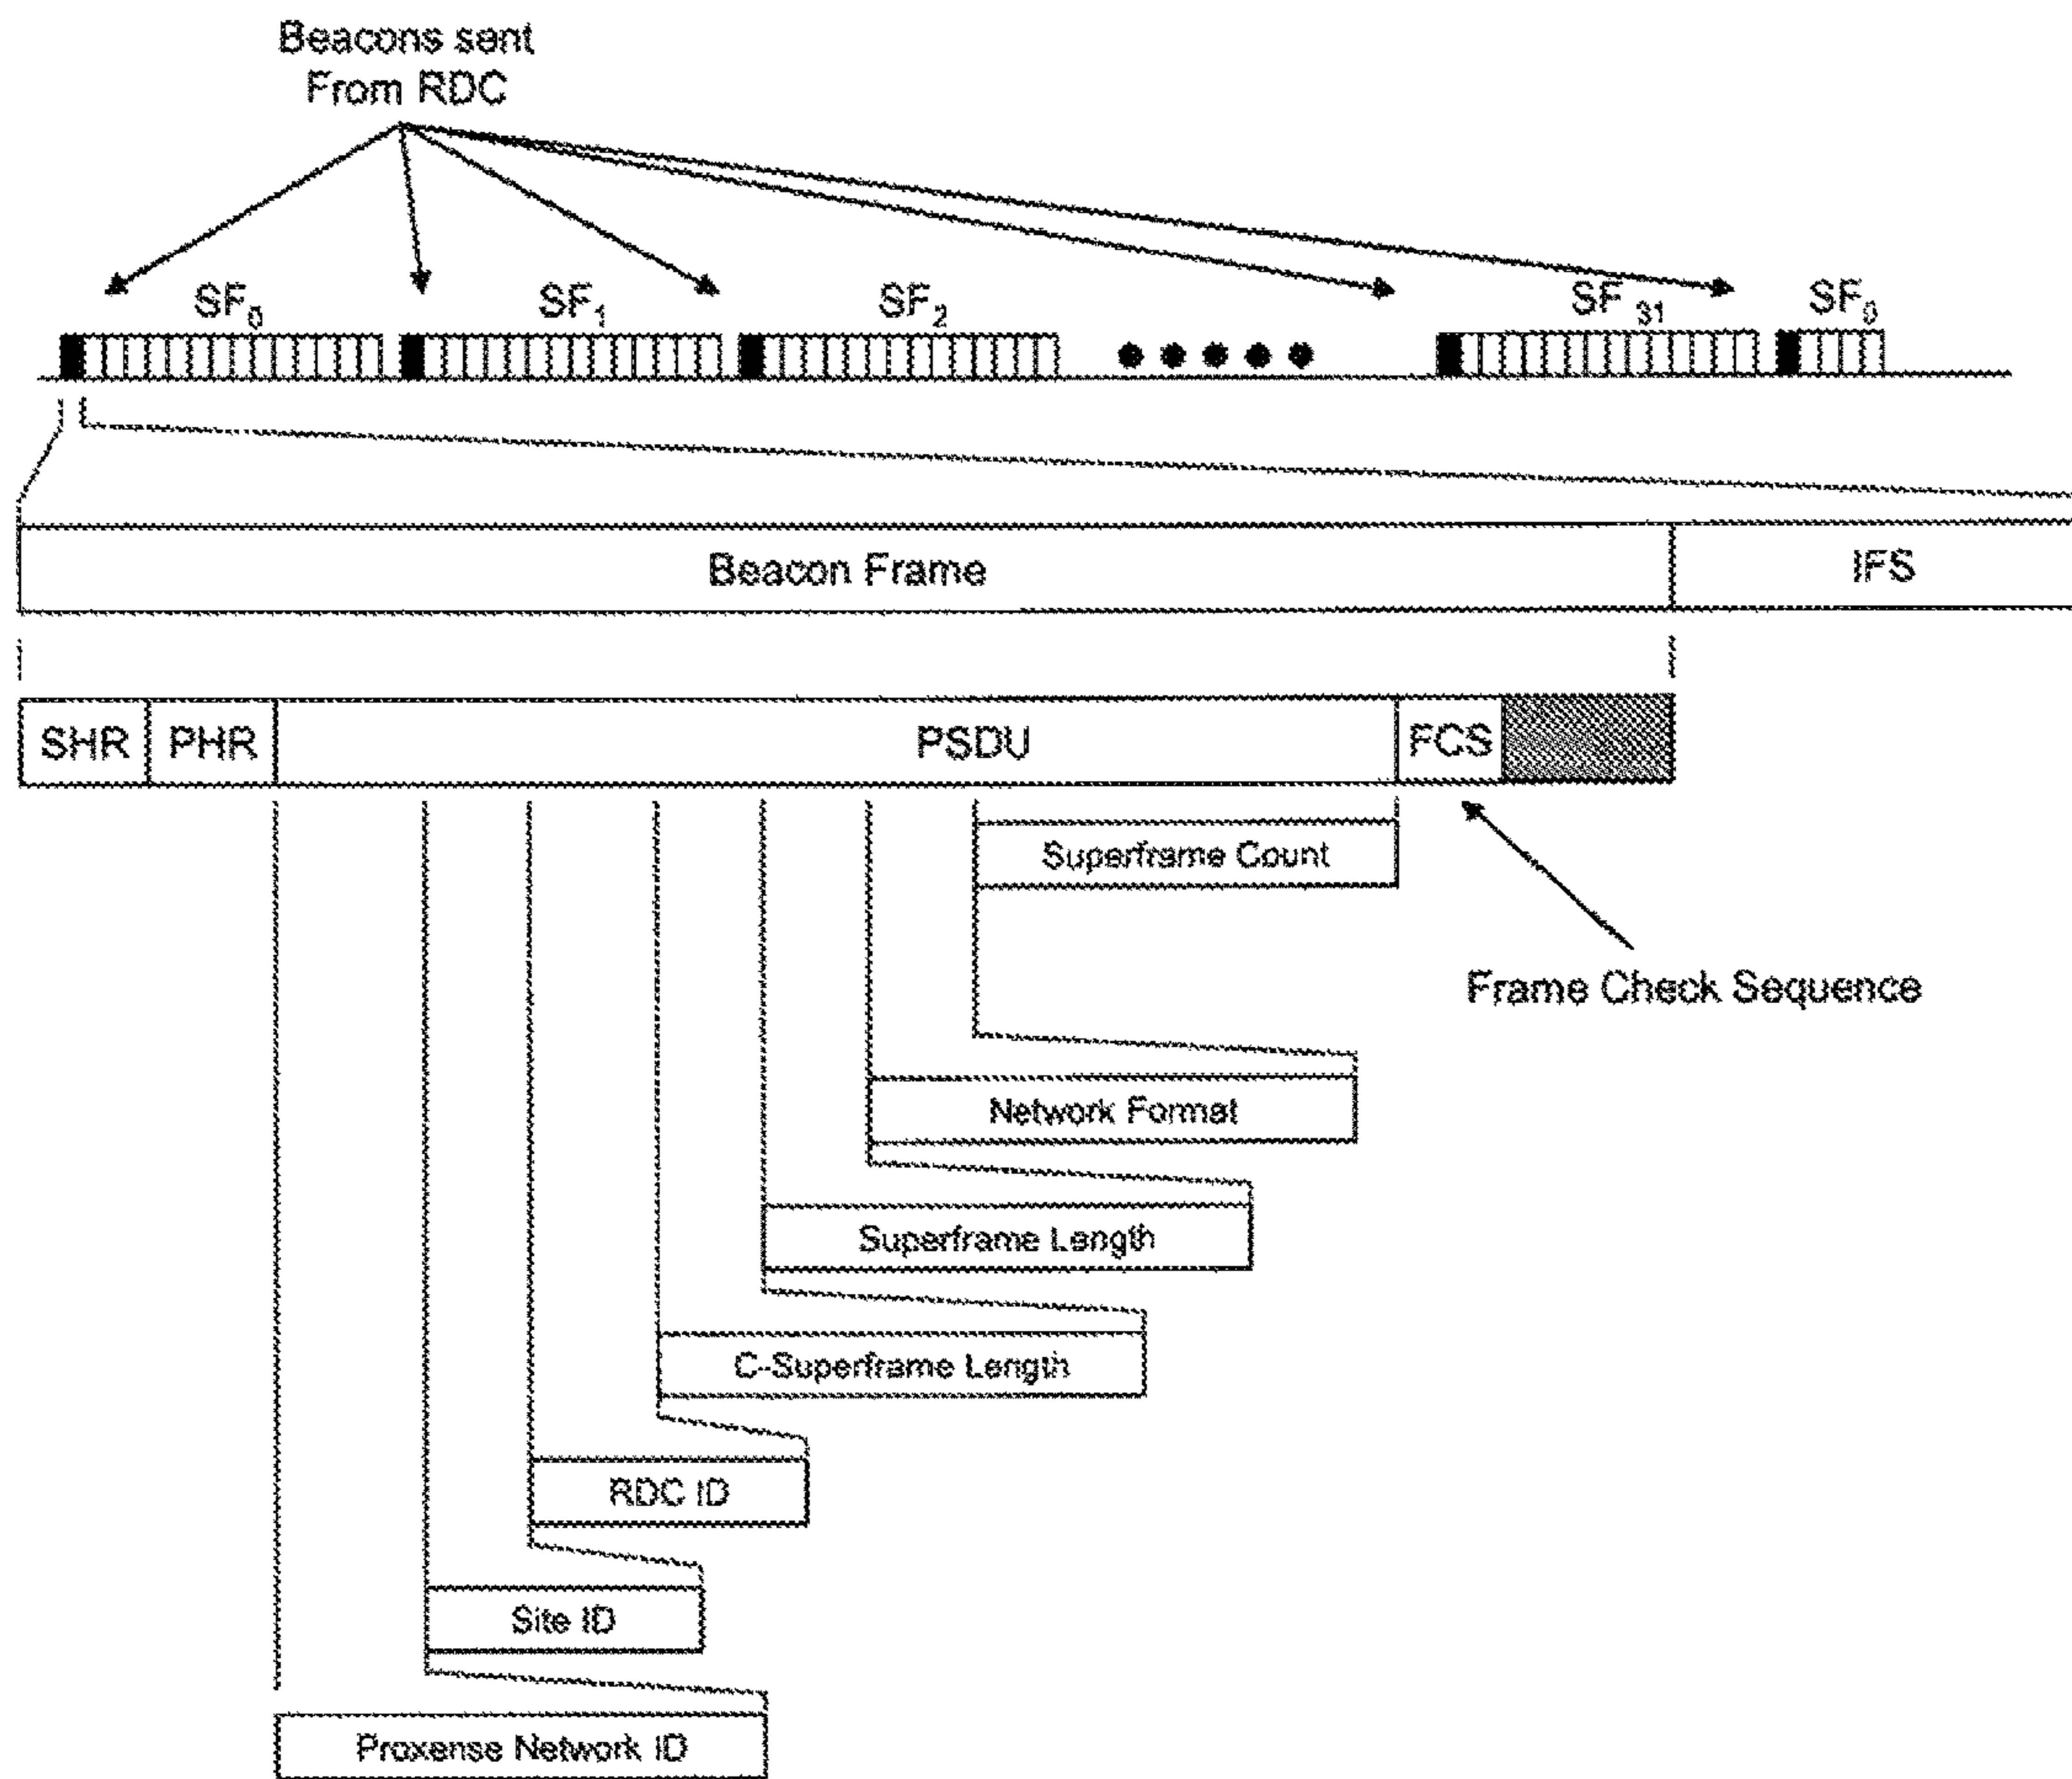 Beacons sent
From RDC
SF0 SF1 SF2 SF31 SF0
Beacon Frame IFS
SHR PHR PSDU FCS
Superframe Count
Frame Check Sequence
Network Format
Superframe Length
C-Superframe Length
RDC ID
Site ID
Proxense Network ID